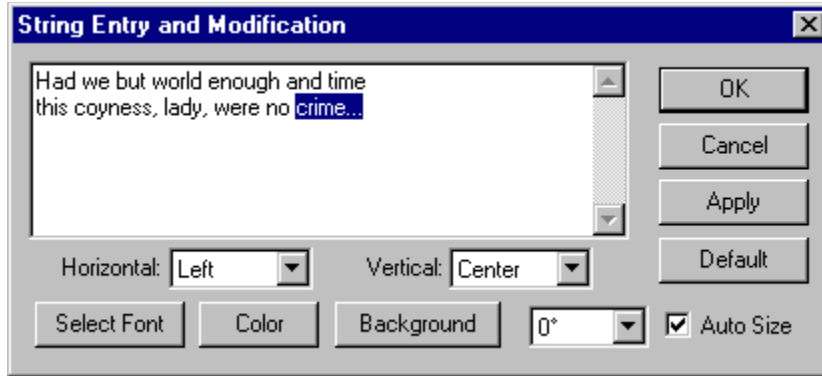 String Entry and Modification
Had we but world enough and time
this coyness, lady, were no crime...
OK
Cancel
Apply
Default
Horizontal: Left Vertical: Center
Select Font Color Background 0° Auto Size